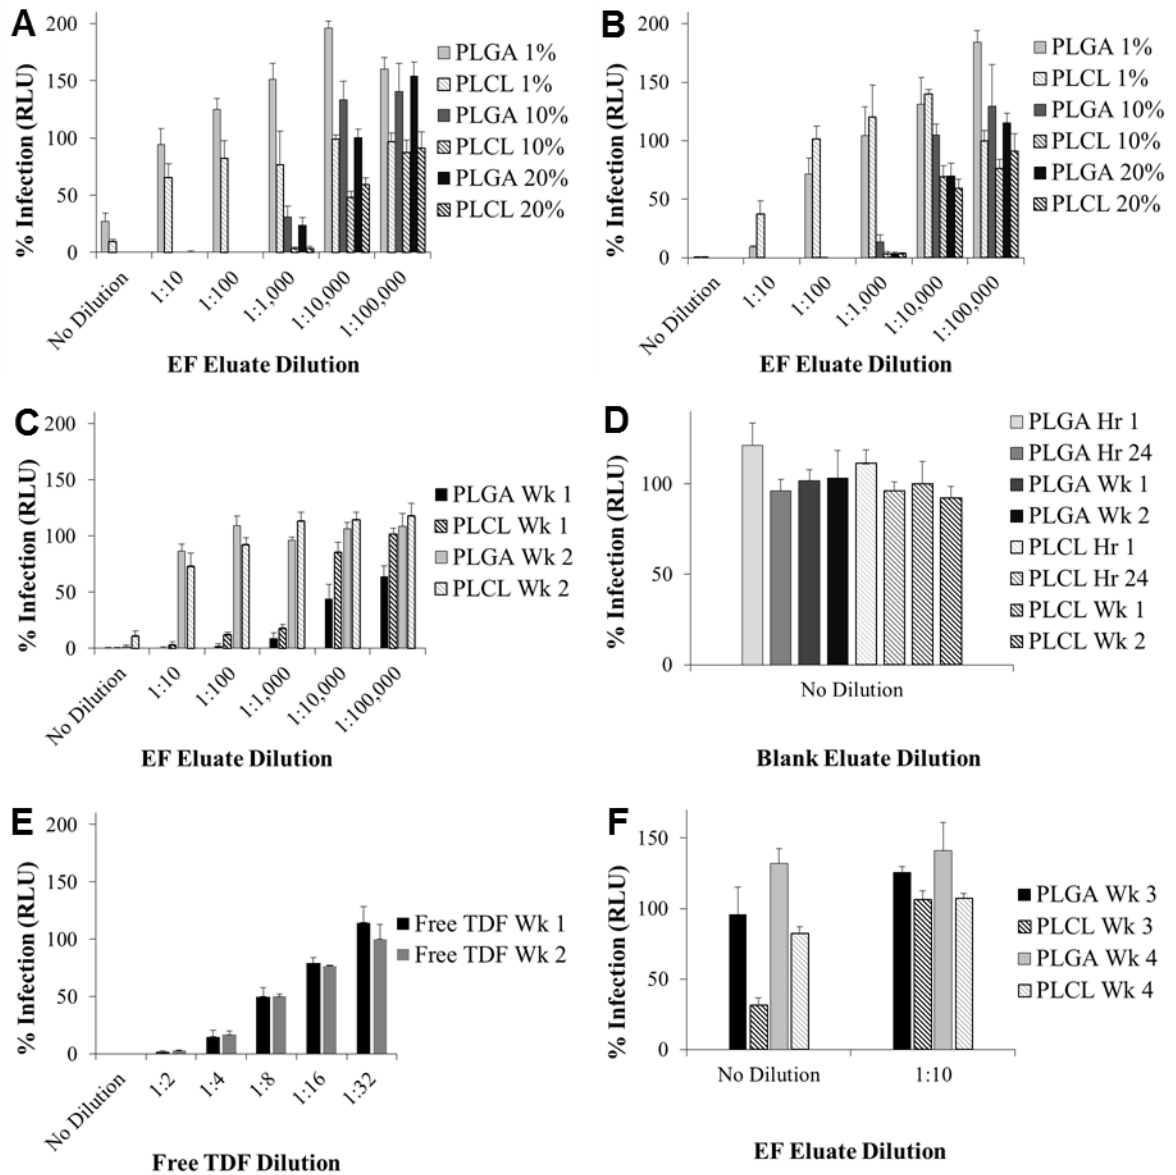 A
% Infection (RLU)
200
150
100
50
0
No Dilution
1:10
1:100
1:1,000
1:10,000
1:100,000
EF Eluate Dilution
PLGA 1%
PLCL 1%
PLGA 10%
PLCL 10%
PLGA 20%
PLCL 20%
B
% Infection (RLU)
200
150
100
50
0
No Dilution
1:10
1:100
1:1,000
1:10,000
1:100,000
EF Eluate Dilution
PLGA 1%
PLCL 1%
PLGA 10%
PLCL 10%
PLGA 20%
PLCL 20%
C
% Infection (RLU)
200
150
100
50
0
No Dilution
1:10
1:100
1:1,000
1:10,000
1:100,000
EF Eluate Dilution
PLGA Wk 1
PLCL Wk 1
PLGA Wk 2
PLCL Wk 2
D
% Infection (RLU)
100
50
0
No Dilution
Blank Eluate Dilution
PLGA Hr 1
PLGA Hr 24
PLGA Wk 1
PLGA Wk 2
PLCL Hr 1
PLCL Hr 24
PLCL Wk 1
PLCL Wk 2
E
% Infection (RLU)
200
150
100
50
0
No Dilution
1:2
1:4
1:8
1:16
1:32
Free TDF Dilution
Free TDF Wk 1
Free TDF Wk 2
F
% Infection (RLU)
150
100
50
0
No Dilution
1:10
EF Eluate Dilution
PLGA Wk 3
PLCL Wk 3
PLGA Wk 4
PLCL Wk 4